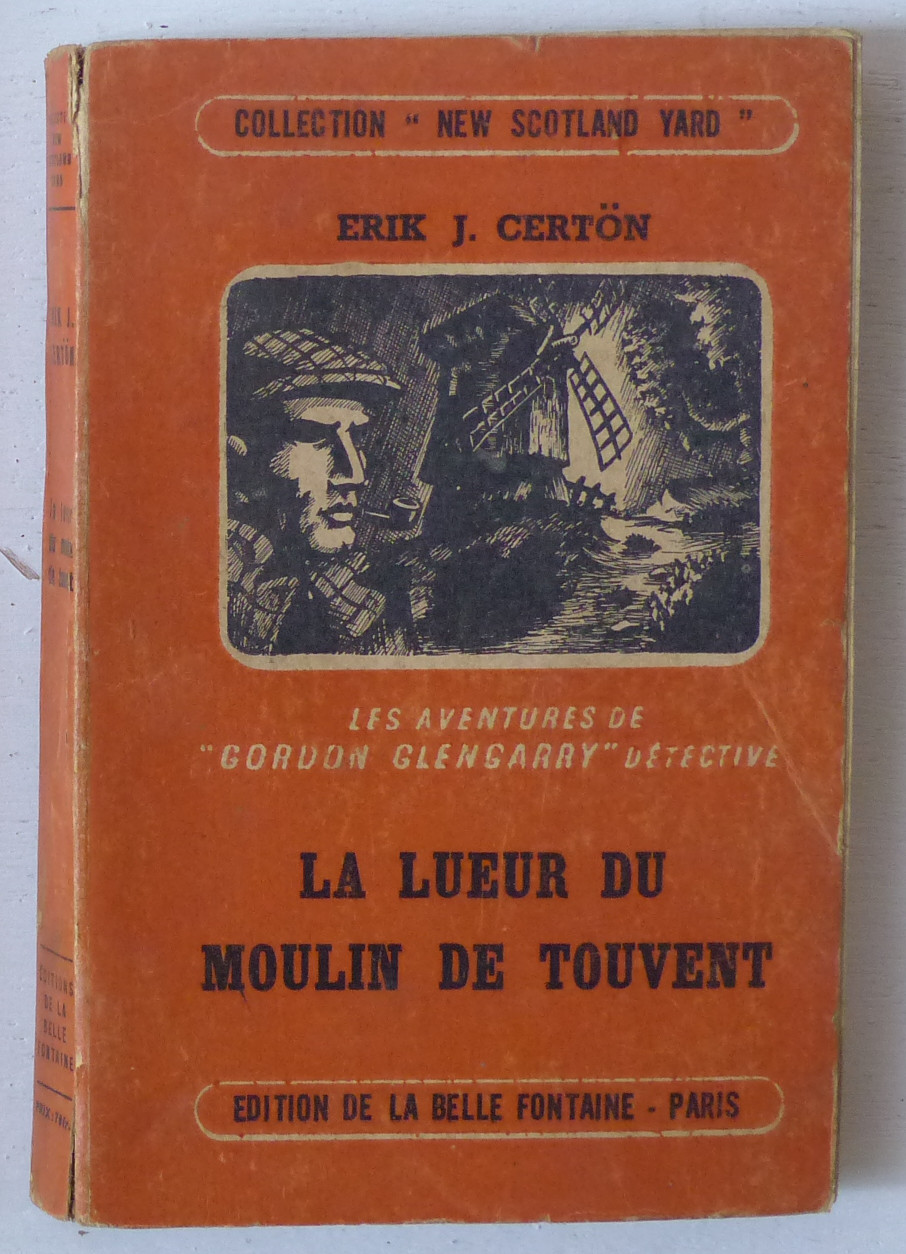 COLLECTION " NEW SCOTLAND YARD "
ERIK J. CERTÖN
LES AVENTURES DE
"GORDON GLENGARRY" DÉTECTIVE
LA LUEUR DU
MOULIN DE TOUVENT
EDITION DE LA BELLE FONTAINE - PARIS
EDITIONS
DE LA
BELLE
FONTAINE